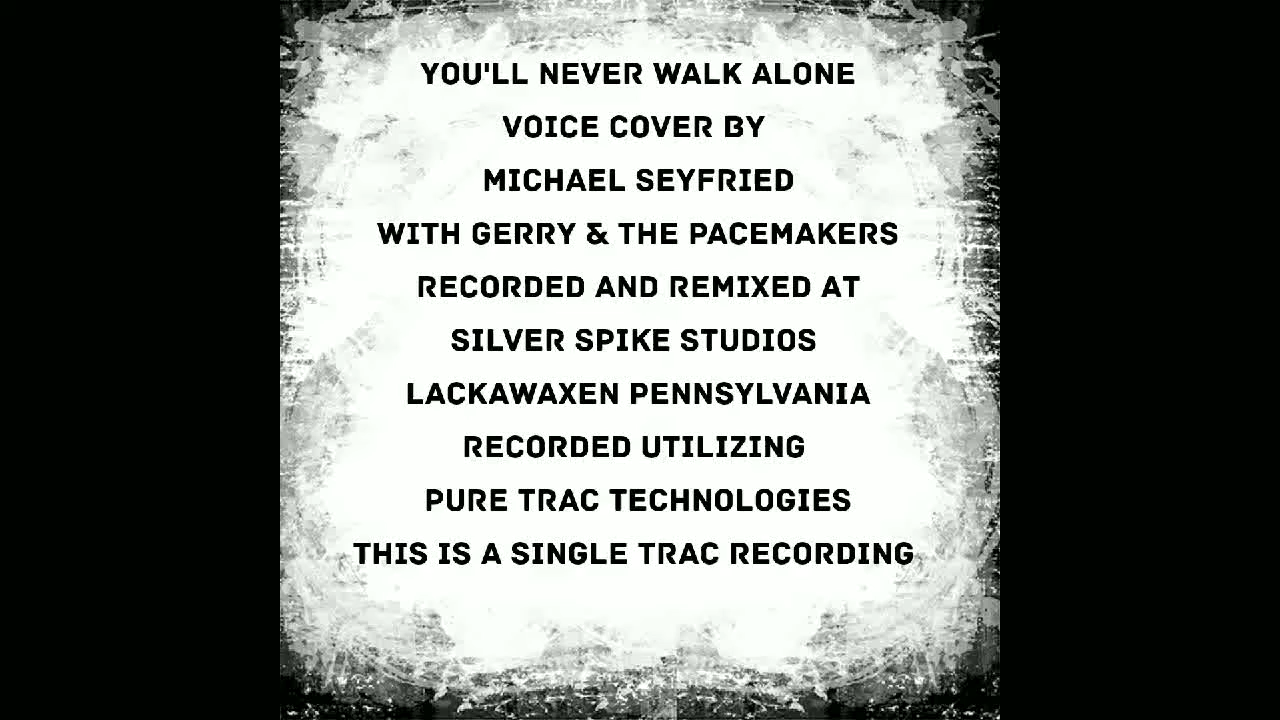 YOU'LL NEVER WALK ALONE
VOICE COVER BY
MICHAEL SEYFRIED
WITH GERRY & THE PACEMAKERS
RECORDED AND REMIXED AT
SILVER SPIKE STUDIOS
LACKAWAXEN PENNSYLVANIA
RECORDED UTILIZING
PURE TRAC TECHNOLOGIES
THIS IS A SINGLE TRAC RECORDING